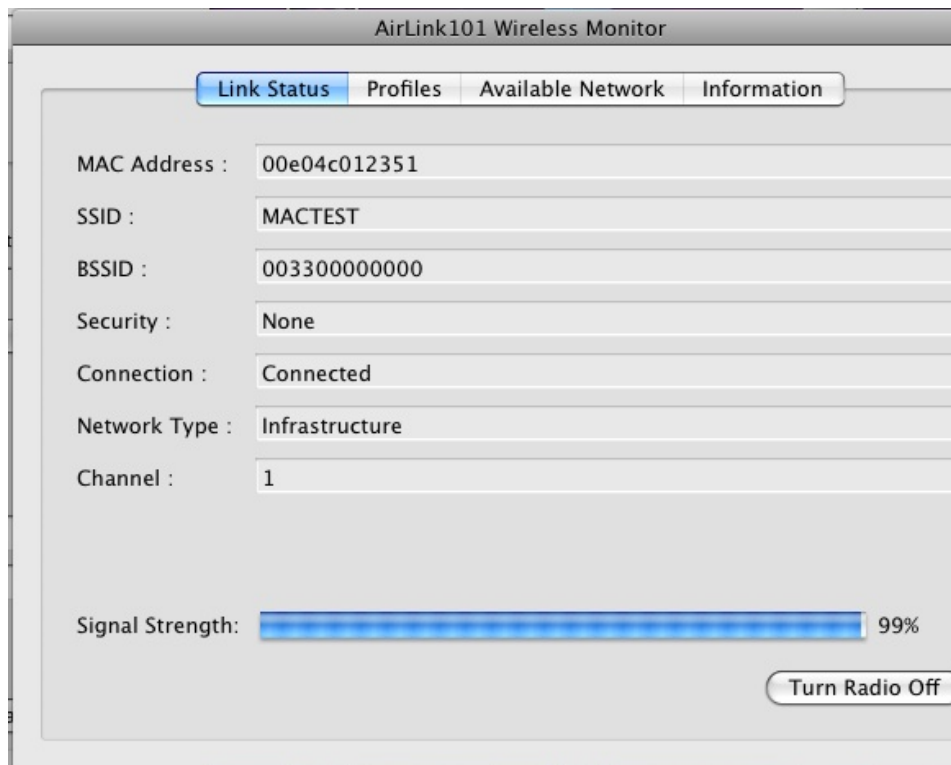 AirLink101 Wireless Monitor
Link Status Profiles Available Network Information
MAC Address : 00e04c012351
SSID : MACTEST
BSSID : 003300000000
Security : None
Connection : Connected
Network Type : Infrastructure
Channel : 1
Signal Strength: 99%
Turn Radio Off